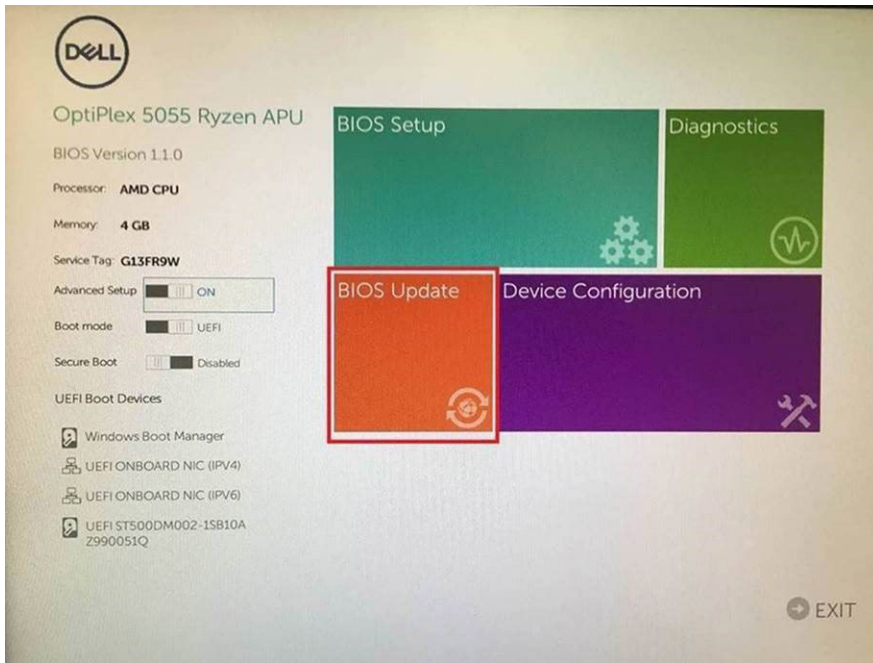 DELL
OptiPlex 5055 Ryzen APU
BIOS Version 1.1.0
Processor: AMD CPU
Memory: 4 GB
Service Tag: G13FR9W
Advanced Setup ON
Boot mode UEFI
Secure Boot Disabled
UEFI Boot Devices
Windows Boot Manager
UEFI ONBOARD NIC (IPV4)
UEFI ONBOARD NIC (IPV6)
UEFI ST500DM002-1SB10A
Z990051Q
BIOS Setup
Diagnostics
BIOS Update
Device Configuration
EXIT